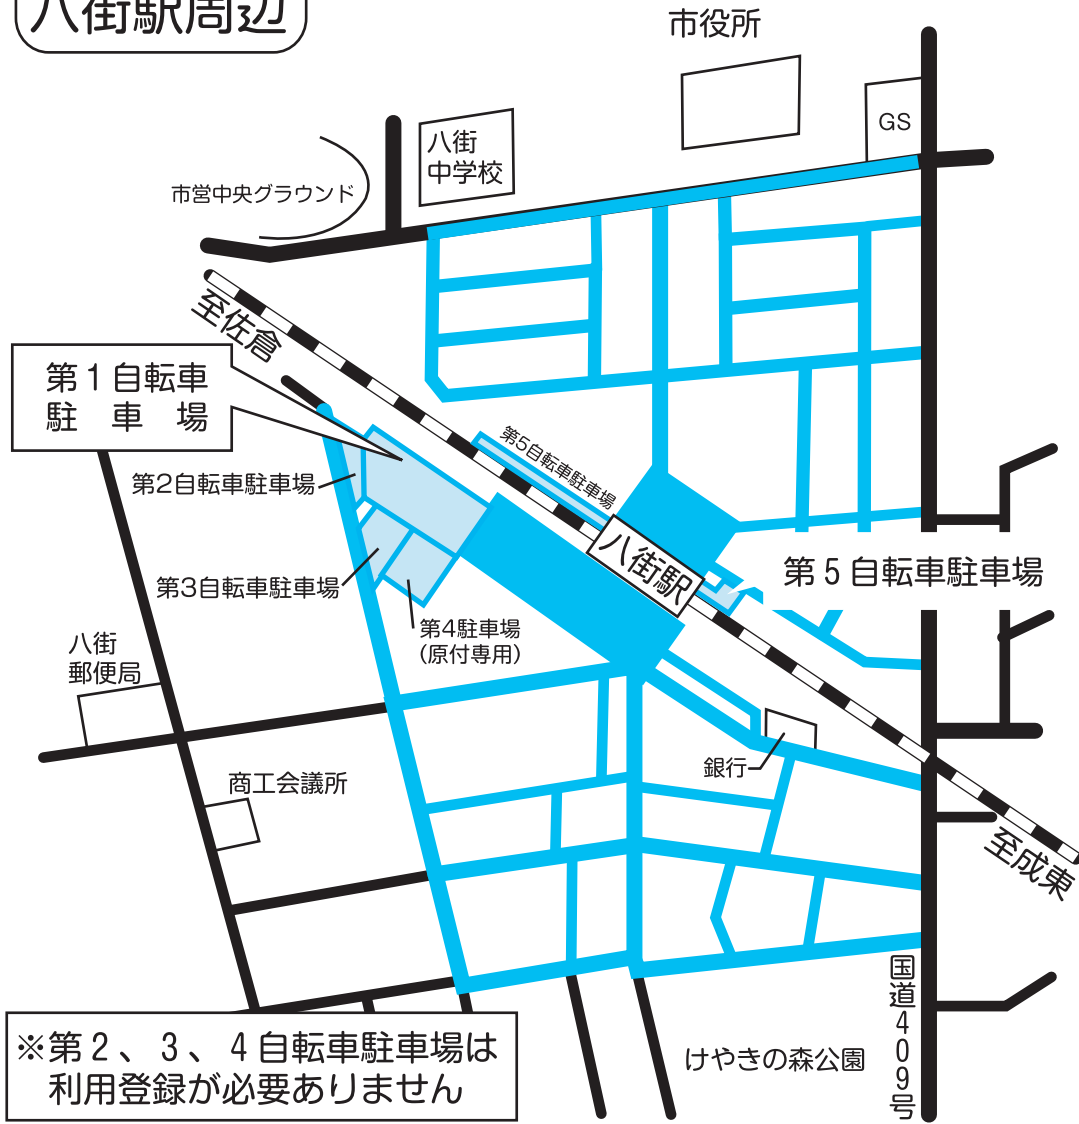 八街駅周辺
市役所
GS
八街
中学校
市営中央グラウンド
至佐倉
第1自転車
駐車場
第5自転車駐車場
第2自転車駐車場
八街駅
第5自転車駐車場
第3自転車駐車場
第4駐車場
(原付専用)
八街
郵便局
銀行
商工会議所
至成東
国道409号
けやきの森公園
※第2、3、4自転車駐車場は
利用登録が必要ありません